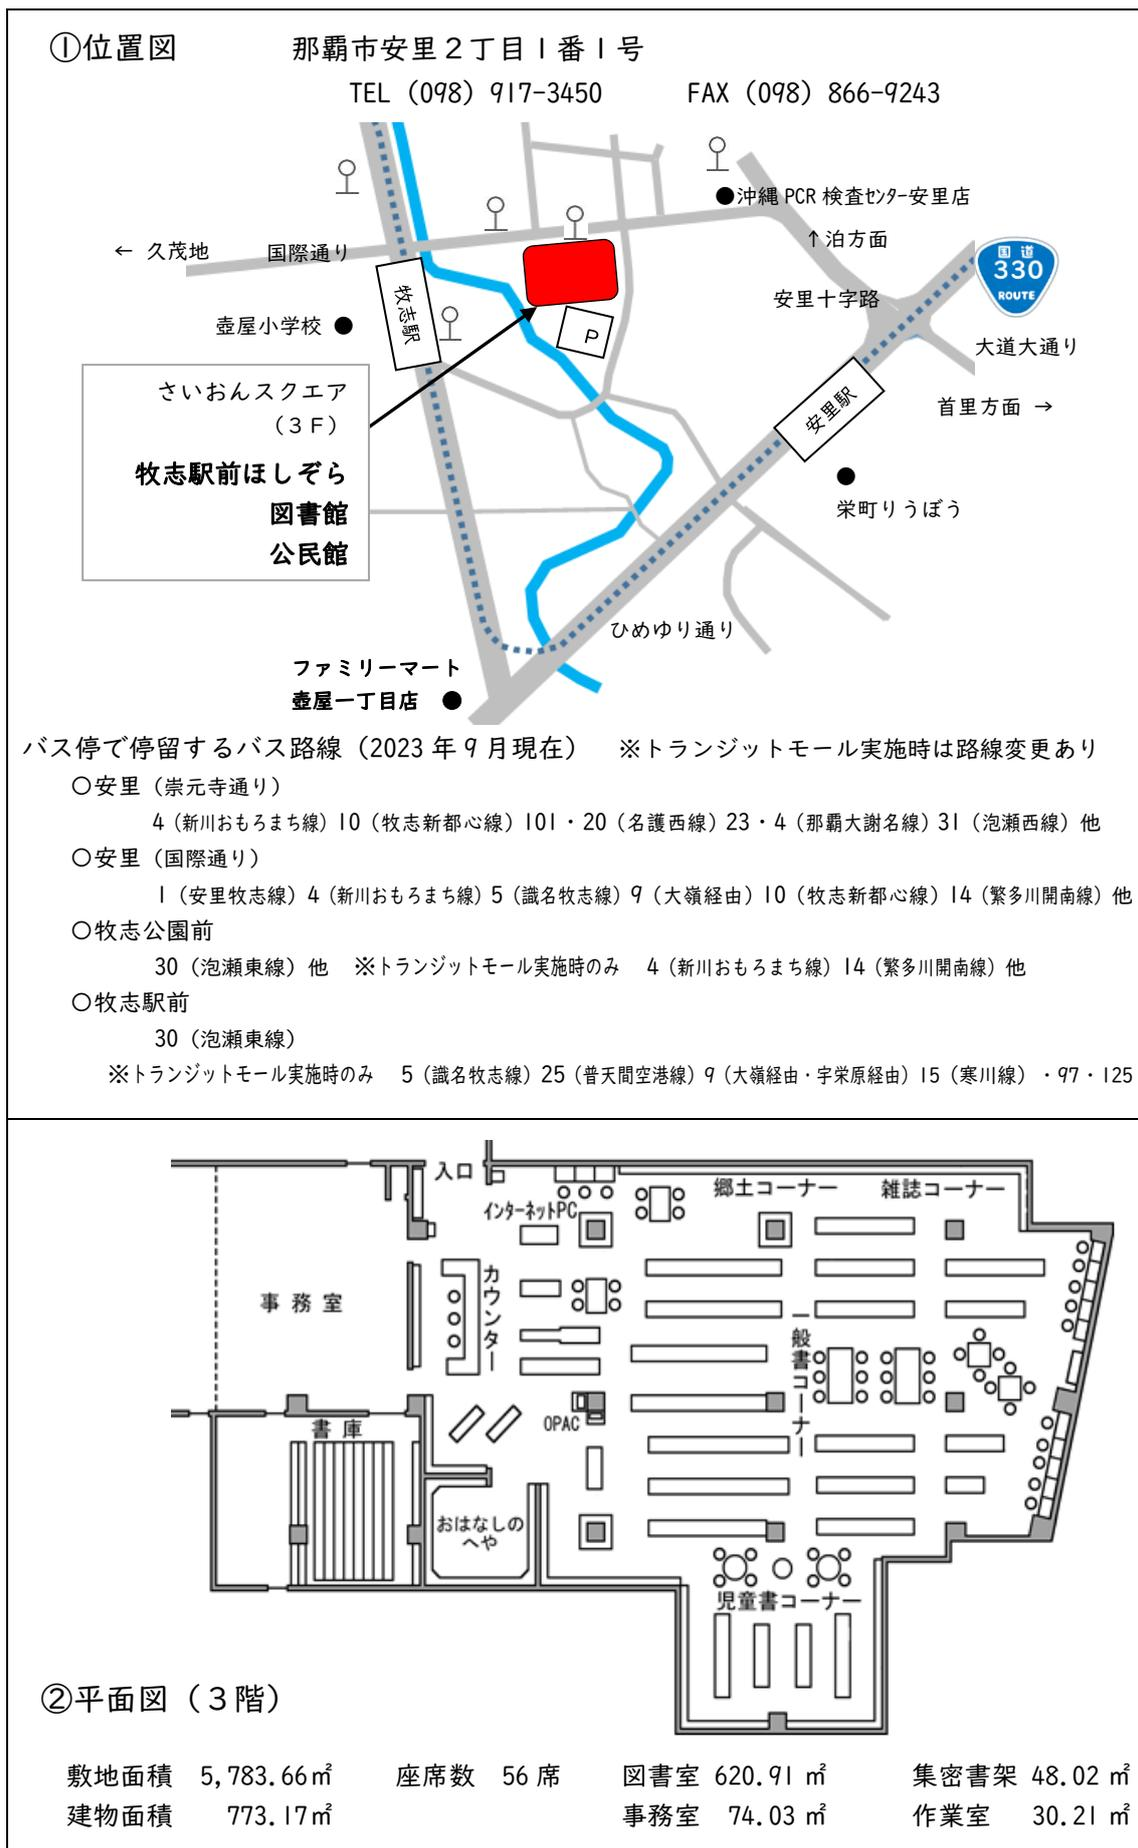 ①位置図 那覇市安里2丁目1番1号
TEL (098) 917-3450 FAX (098) 866-9243
●沖縄PCR検査センター安里店
↑泊方面
← 久茂地 国際通り
国道
330
ROUTE
牧志駅
安里十字路
壺屋小学校 ●
P
大道大通り
さいおんスクエア
(3F)
牧志駅前ほしぞら
図書館
公民館
安里駅
首里方面 →
●
栄町りうぼう
ひめゆり通り
ファミリーマート
壺屋一丁目店 ●
バス停で停留するバス路線（2023年9月現在） ※トランジットモール実施時は路線変更あり
○安里（崇元寺通り）
4（新川おもろまち線）10（牧志新都心線）101・20（名護西線）23・4（那覇大謝名線）31（泡瀬西線）他
○安里（国際通り）
1（安里牧志線）4（新川おもろまち線）5（識名牧志線）9（大嶺経由）10（牧志新都心線）14（繁多川開南線）他
○牧志公園前
30（泡瀬東線）他 ※トランジットモール実施時のみ 4（新川おもろまち線）14（繁多川開南線）他
○牧志駅前
30（泡瀬東線）
※トランジットモール実施時のみ 5（識名牧志線）25（普天間空港線）9（大嶺経由・宇栄原経由）15（寒川線）・97・125
入口
郷土コーナー 雑誌コーナー
インターネットPC
カウンター
事務室
一般書コーナー
OPAC
書庫
おはなしの
へや
児童書コーナー
②平面図（3階）
敷地面積 5,783.66㎡ 座席数 56席 図書室 620.91㎡ 集密書架 48.02㎡
建物面積 773.17㎡ 事務室 74.03㎡ 作業室 30.21㎡